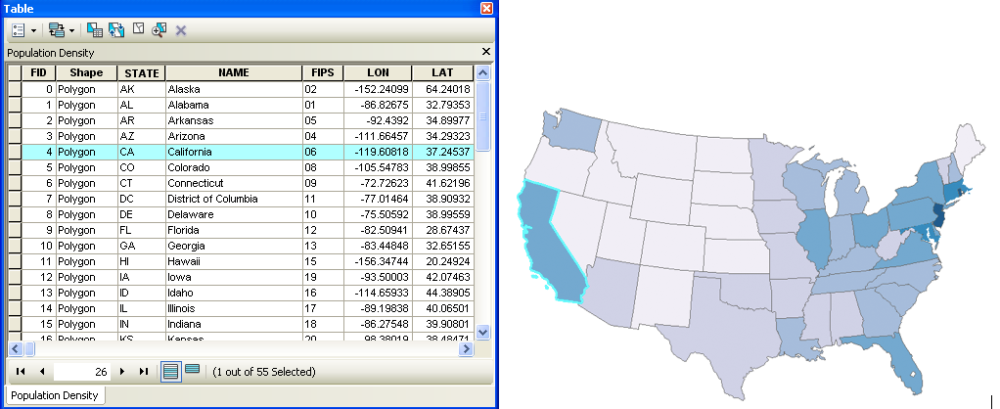 Table
Population Density
FID Shape STATE NAME FIPS LON LAT
0 Polygon AK Alaska 02 -152.24099 64.24018
1 Polygon AL Alabama 01 -86.82675 32.79353
2 Polygon AR Arkansas 05 -92.4392 34.89977
3 Polygon AZ Arizona 04 -111.66457 34.29323
4 Polygon CA California 06 -119.60818 37.24537
5 Polygon CO Colorado 08 -105.54783 38.99855
6 Polygon CT Connecticut 09 -72.72623 41.62196
7 Polygon DC District of Columbia 11 -77.01464 38.90932
8 Polygon DE Delaware 10 -75.50592 38.99559
9 Polygon FL Florida 12 -82.50941 28.67437
10 Polygon GA Georgia 13 -83.44848 32.65155
11 Polygon HI Hawaii 15 -156.34744 20.24924
12 Polygon IA Iowa 19 -93.50003 42.07463
13 Polygon ID Idaho 16 -114.65933 44.38905
14 Polygon IL Illinois 17 -89.19838 40.06501
15 Polygon IN Indiana 18 -86.27548 39.90801
16 Polygon KS Kansas 20 -98.38019 38.48471
26 (1 out of 55 Selected)
Population Density